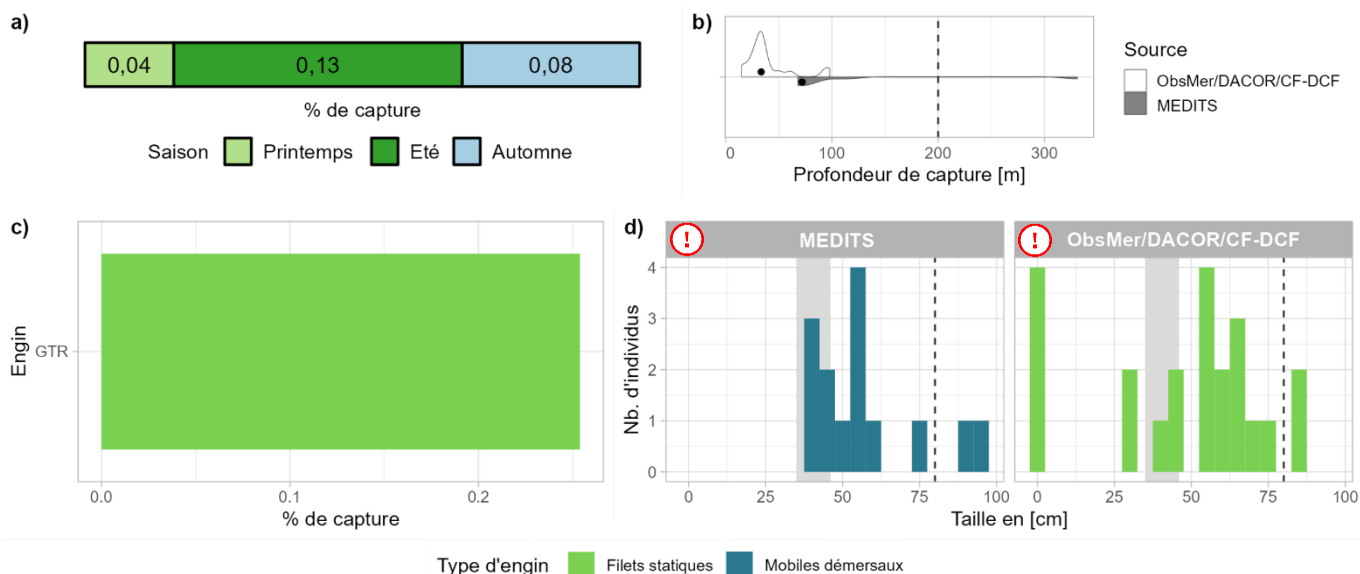 a)
0,04 0,13 0,08
% de capture
Saison Printemps Eté Automne
b)
0 100 200 300
Profondeur de capture [m]
Source
ObsMer/DACOR/CF-DCF
MEDITS
c)
Engin
GTR
0.0 0.1 0.2
% de capture
d)
! MEDITS
! ObsMer/DACOR/CF-DCF
Nb. d'individus
4
3
2
1
0
0 25 50 75 100
0 25 50 75 100
Taille en [cm]
Type d'engin Filets statiques Mobiles démersaux